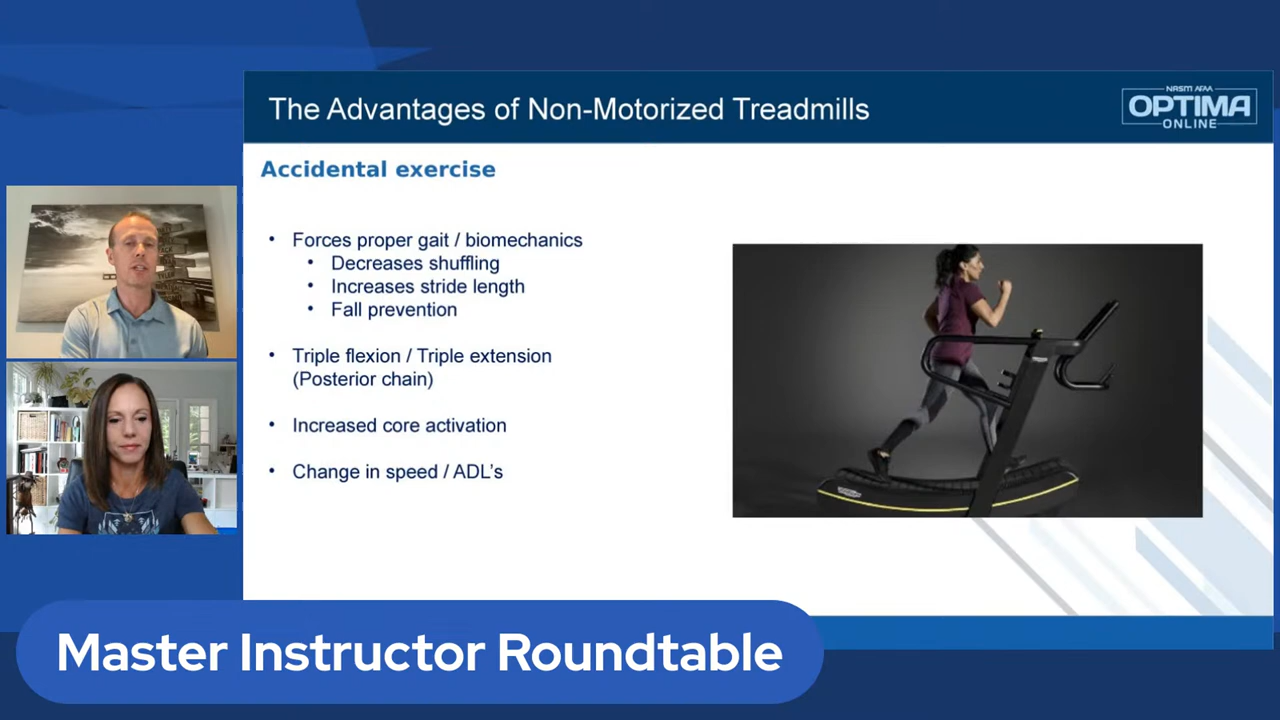 The Advantages of Non-Motorized Treadmills
NASM AFAA
OPTIMA
ONLINE
Accidental exercise
• Forces proper gait / biomechanics
• Decreases shuffling
• Increases stride length
• Fall prevention
• Triple flexion / Triple extension
(Posterior chain)
• Increased core activation
• Change in speed / ADL's
Master Instructor Roundtable